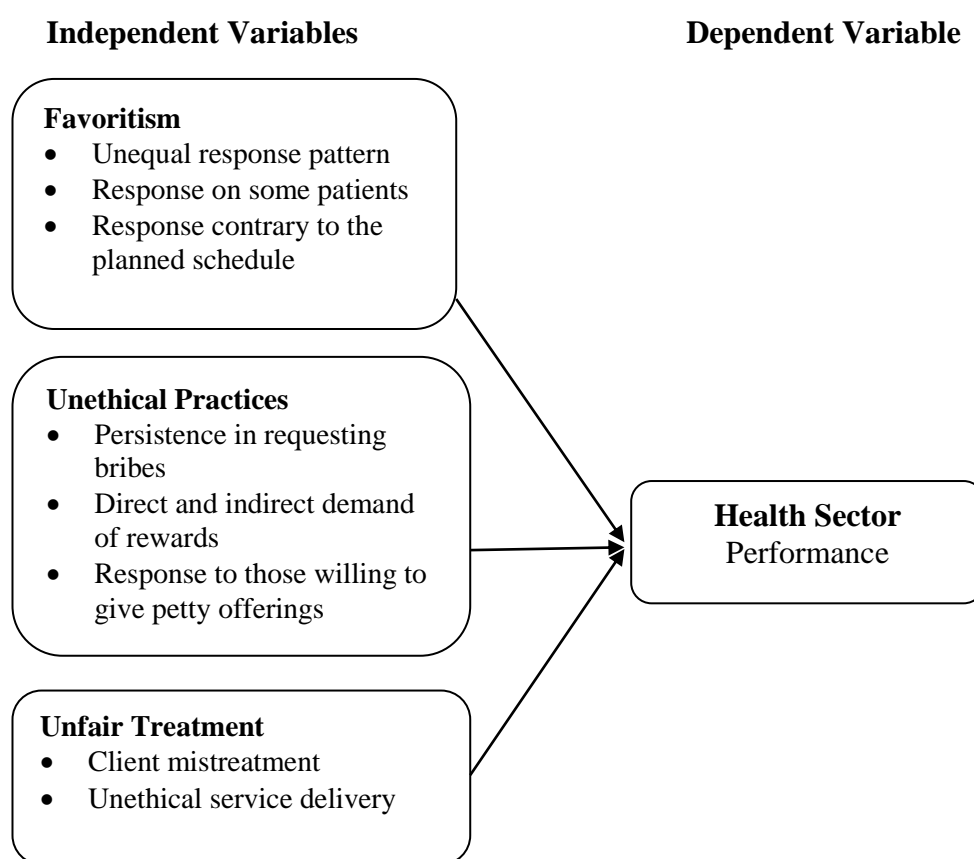 Independent Variables
Dependent Variable
Favoritism
• Unequal response pattern
• Response on some patients
• Response contrary to the
planned schedule
Unethical Practices
• Persistence in requesting
bribes
• Direct and indirect demand
of rewards
• Response to those willing to
give petty offerings
Health Sector
Performance
Unfair Treatment
• Client mistreatment
• Unethical service delivery